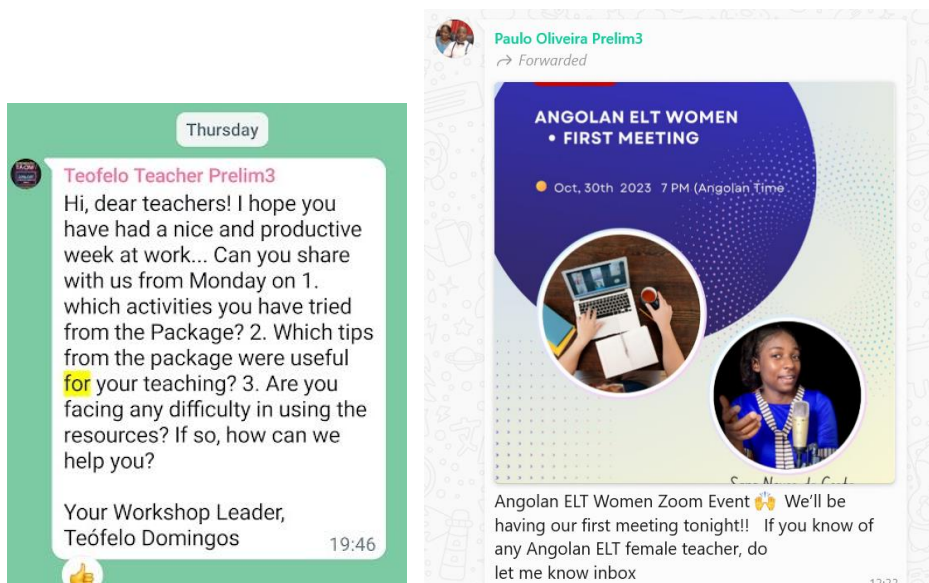 Thursday
Teofelo Teacher Prelim3
Hi, dear teachers! I hope you
have had a nice and productive
week at work... Can you share
with us from Monday on 1.
which activities you have tried
from the Package? 2. Which tips
from the package were useful
for your teaching? 3. Are you
facing any difficulty in using the
resources? If so, how can we
help you?
Your Workshop Leader,
Teófelo Domingos
19:46
Paulo Oliveira Prelim3
Forwarded
ANGOLAN ELT WOMEN
• FIRST MEETING
Oct, 30th 2023 7 PM (Angolan Time
Angolan ELT Women Zoom Event 🙌 We'll be
having our first meeting tonight!! If you know of
any Angolan ELT female teacher, do
let me know inbox